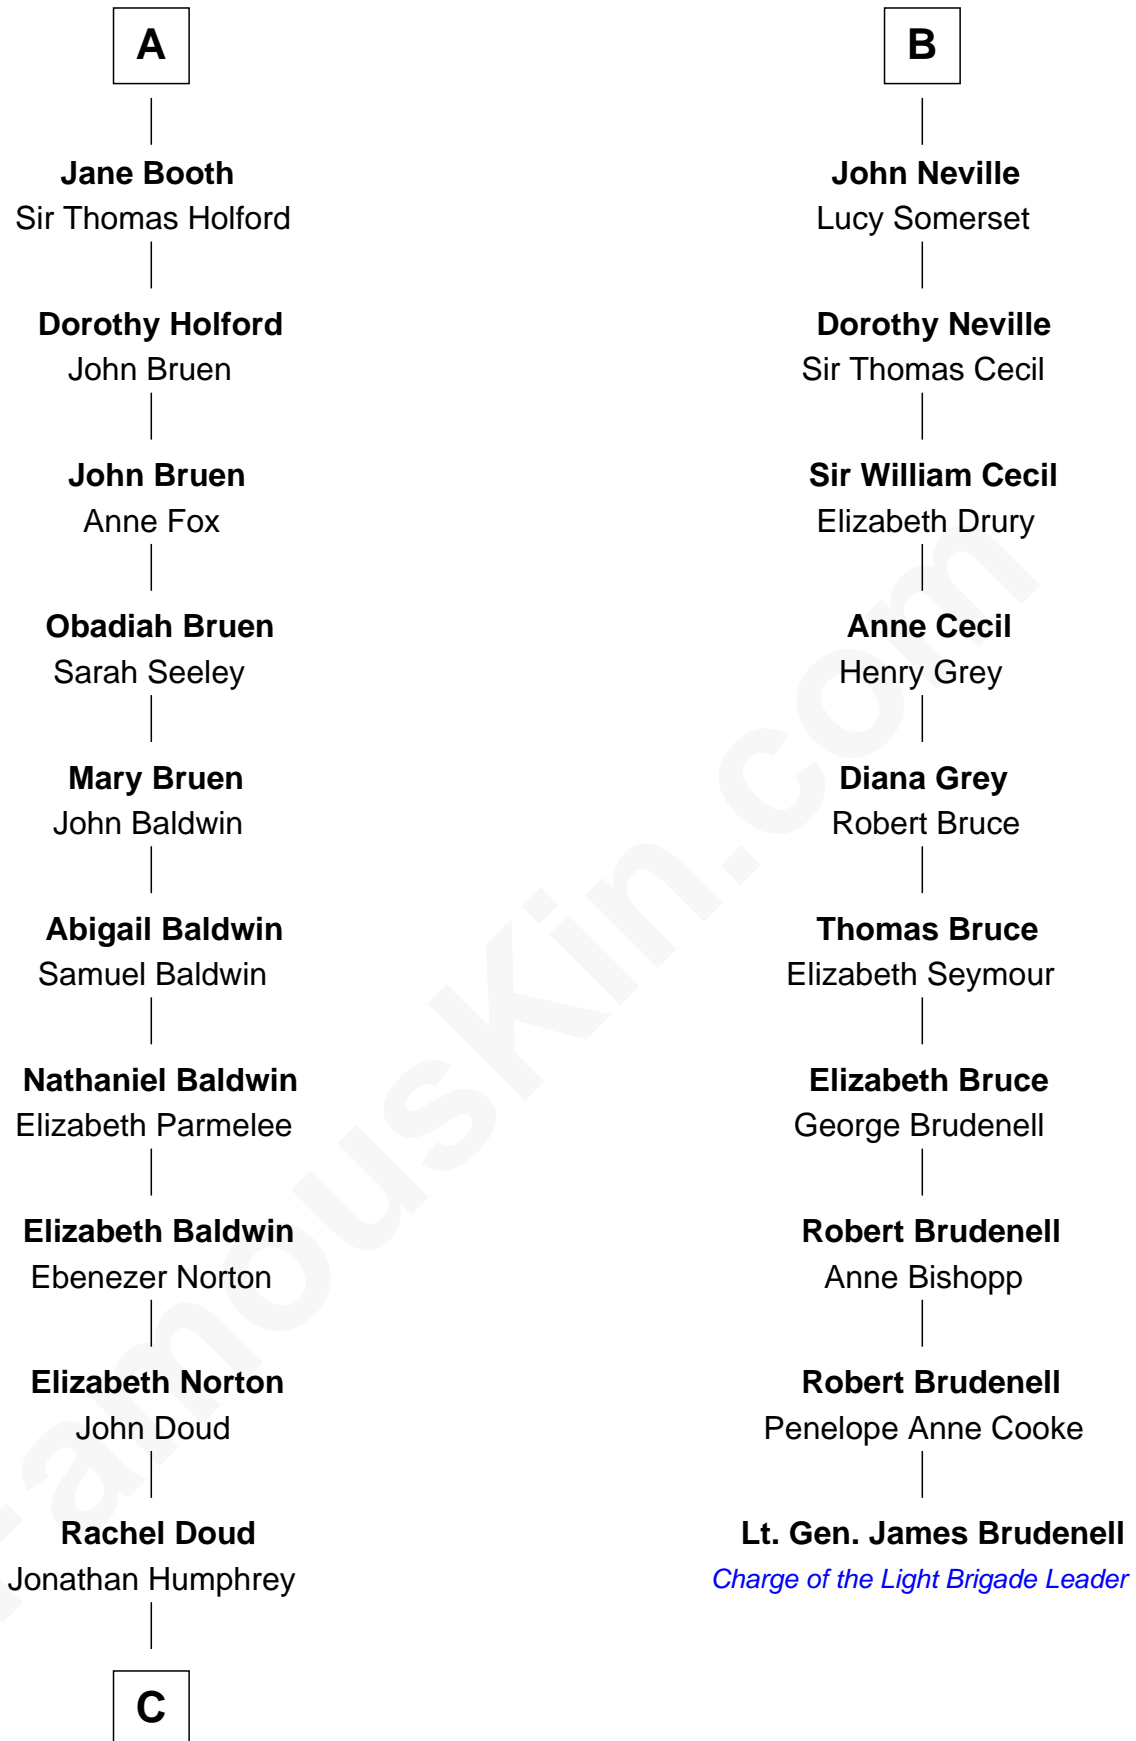 A
Jane Booth
Sir Thomas Holford
Dorothy Holford
John Bruen
John Bruen
Anne Fox
Obadiah Bruen
Sarah Seeley
Mary Bruen
John Baldwin
Abigail Baldwin
Samuel Baldwin
Nathaniel Baldwin
Elizabeth Parmelee
Elizabeth Baldwin
Ebenezer Norton
Elizabeth Norton
John Doud
Rachel Doud
Jonathan Humphrey
C
B
John Neville
Lucy Somerset
Dorothy Neville
Sir Thomas Cecil
Sir William Cecil
Elizabeth Drury
Anne Cecil
Henry Grey
Diana Grey
Robert Bruce
Thomas Bruce
Elizabeth Seymour
Elizabeth Bruce
George Brudenell
Robert Brudenell
Anne Bishopp
Robert Brudenell
Penelope Anne Cooke
Lt. Gen. James Brudenell
Charge of the Light Brigade Leader
FamousKin.com